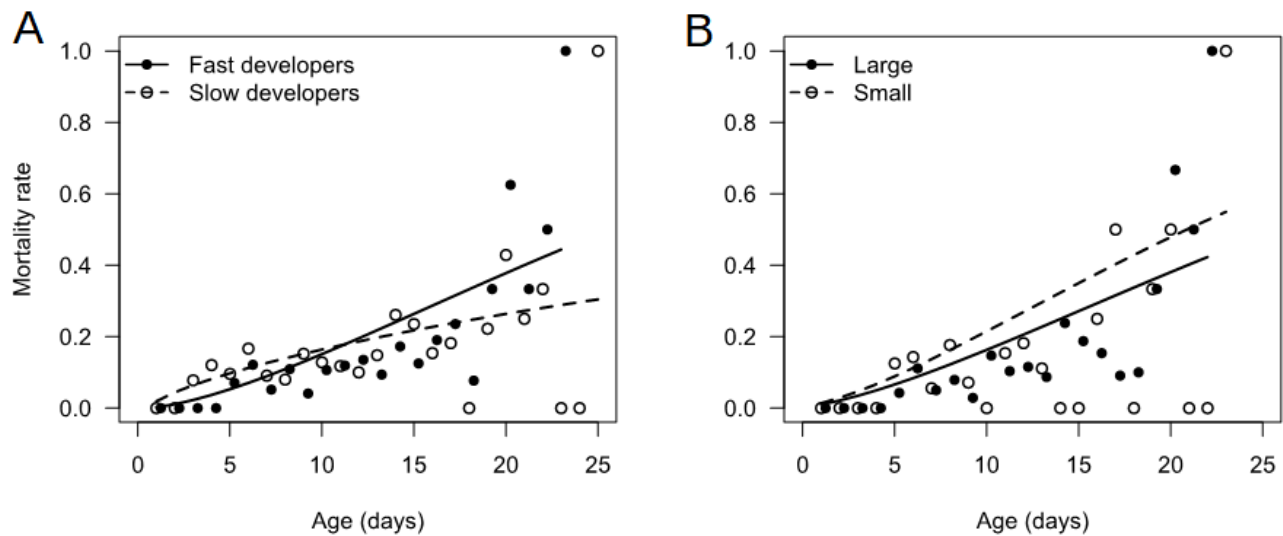 A
Fast developers
Slow developers
Mortality rate
1.0
0.8
0.6
0.4
0.2
0.0
0 5 10 15 20 25
Age (days)
B
Large
Small
1.0
0.8
0.6
0.4
0.2
0.0
0 5 10 15 20 25
Age (days)